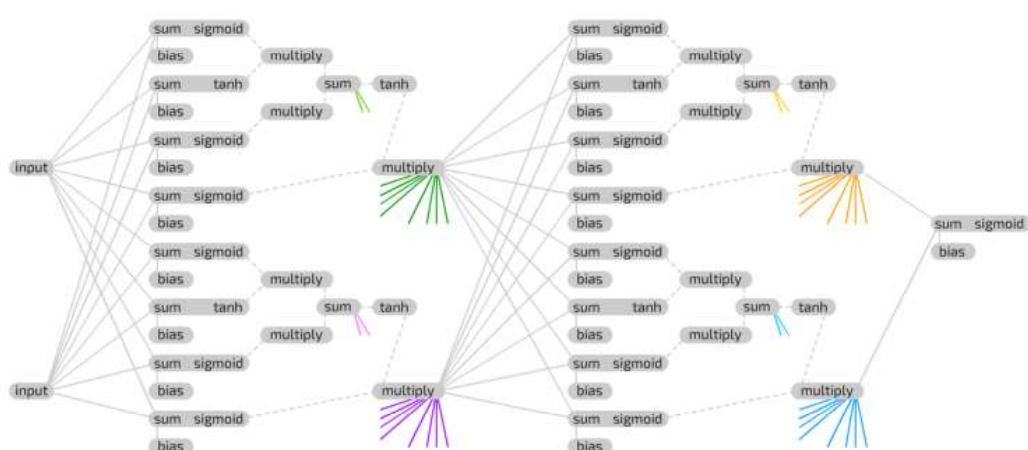 sum sigmoid sum sigmoid
bias multiply bias multiply
sum tanh sum tanh sum tanh sum tanh
bias multiply bias multiply
sum sigmoid sum sigmoid
input bias multiply bias multiply
sum sigmoid sum sigmoid
bias bias sum sigmoid
sum sigmoid sum sigmoid bias
bias multiply bias multiply
sum tanh sum tanh sum tanh sum tanh
bias multiply bias multiply
sum sigmoid sum sigmoid
input bias multiply bias multiply
sum sigmoid sum sigmoid
bias bias